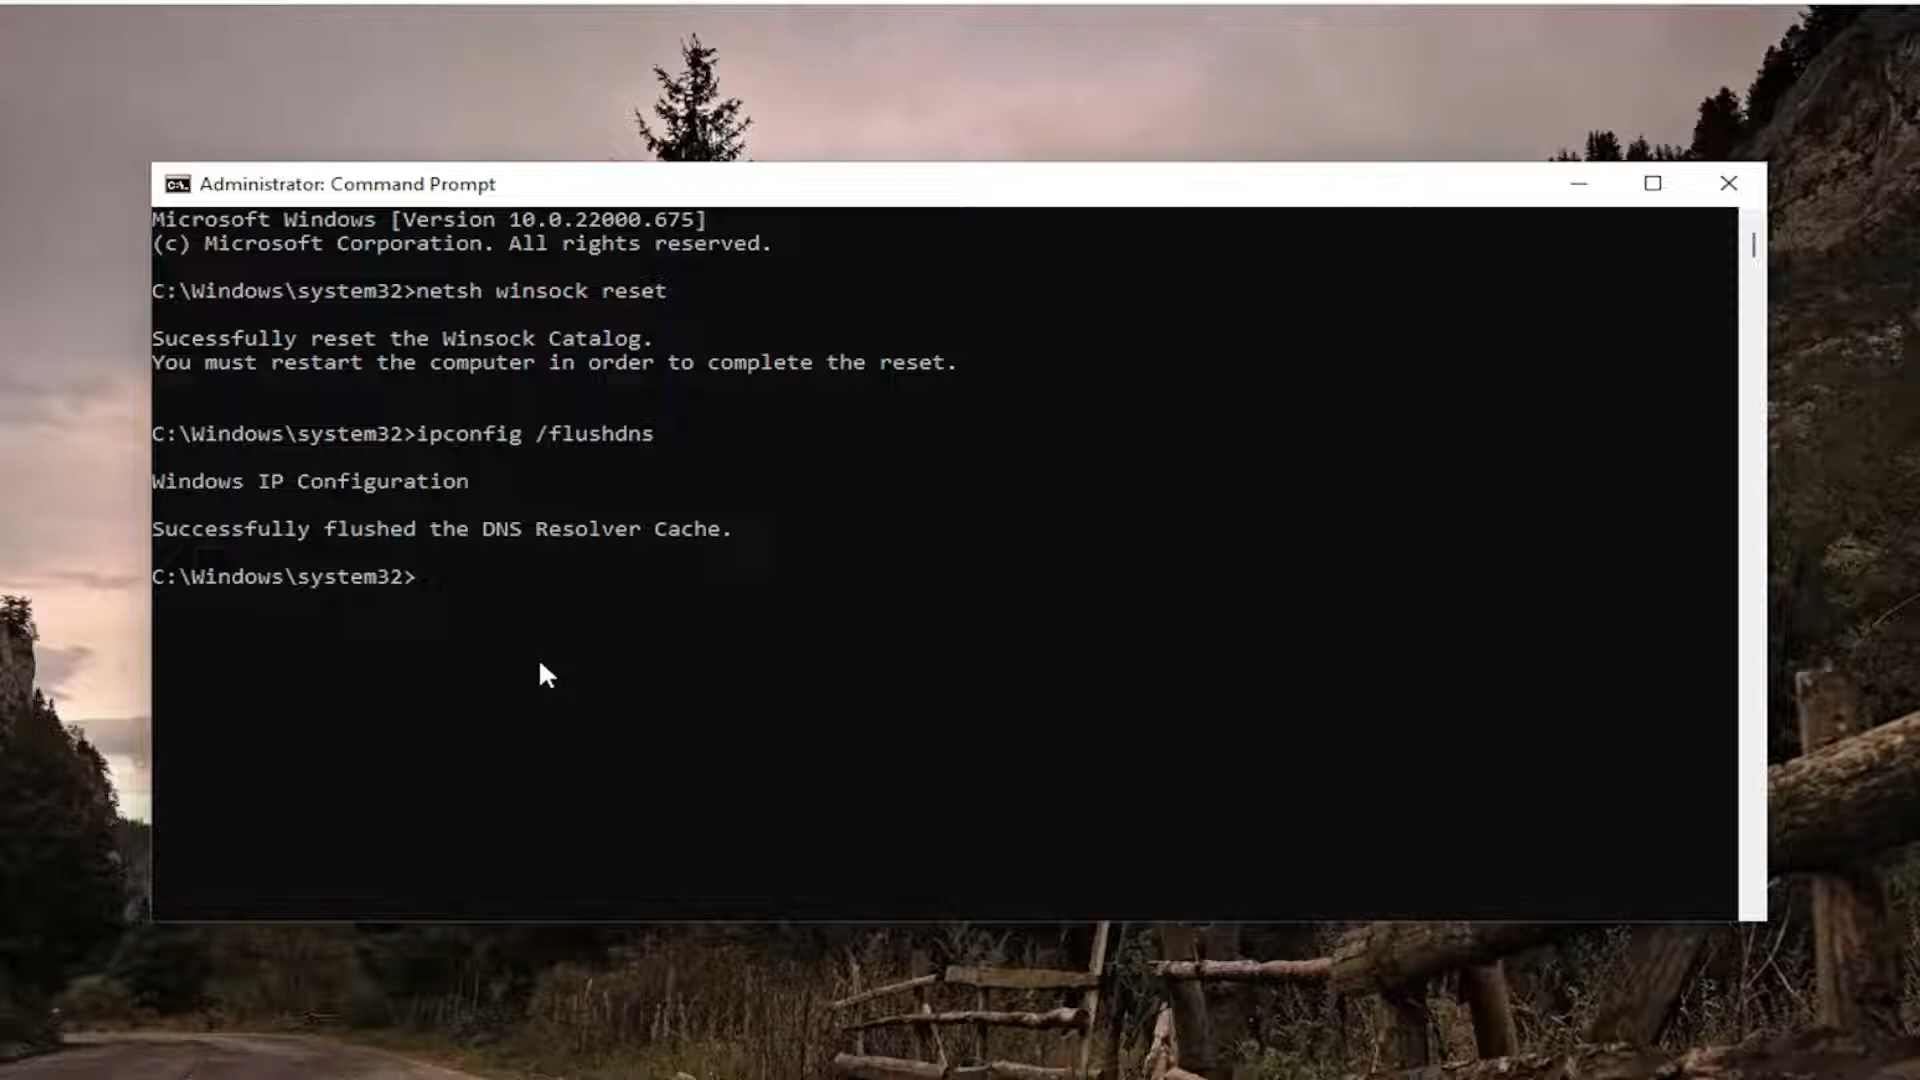 Administrator: Command Prompt
Microsoft Windows [Version 10.0.22000.675]
(c) Microsoft Corporation. All rights reserved.
C:\Windows\system32>netsh winsock reset
Sucessfully reset the Winsock Catalog.
You must restart the computer in order to complete the reset.
C:\Windows\system32>ipconfig /flushdns
Windows IP Configuration
Successfully flushed the DNS Resolver Cache.
C:\Windows\system32>